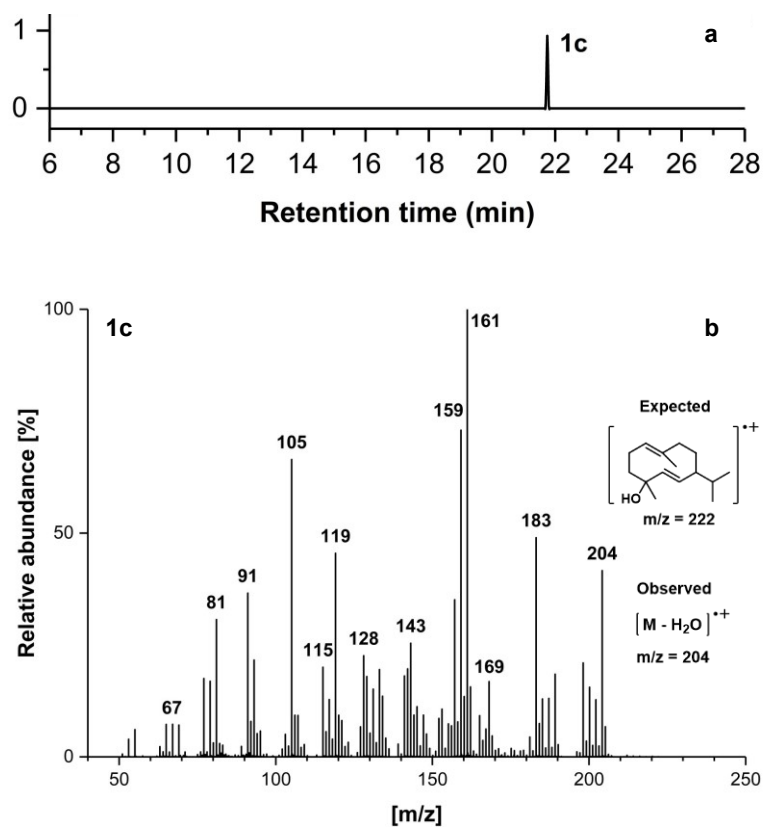 1
a
1c
0
6 8 10 12 14 16 18 20 22 24 26 28
Retention time (min)
100
1c
161
b
159
Expected
105
•+
HO
m/z = 222
50
183
119
204
91
Observed
81
[M - H₂O]•+
115
128
143
m/z = 204
169
67
0
50 100 150 200 250
[m/z]
Relative abundance [%]